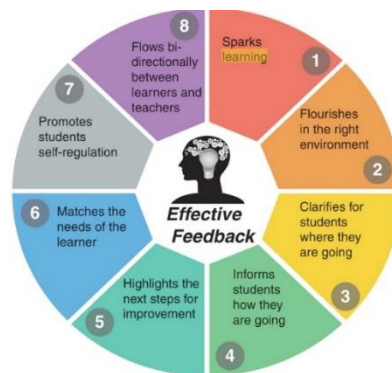 8
Flows bi-
directionally
between
learners and
teachers
Sparks
learning
1
7
Promotes
students
self-regulation
Flourishes
in the right
environment
2
6
Matches the
needs of the
learner
Effective
Feedback
Clarifies for
students
where they
are going
3
Highlights the
next steps for
improvement
5
Informs
students
how they
are going
4